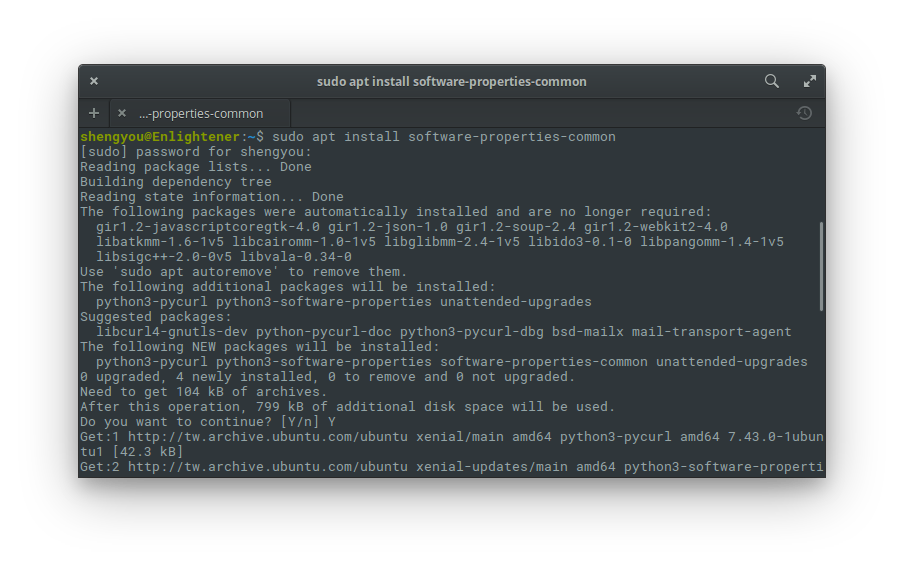 sudo apt install software-properties-common
...-properties-common
shengyou@Enlightener:~$ sudo apt install software-properties-common
[sudo] password for shengyou:
Reading package lists... Done
Building dependency tree
Reading state information... Done
The following packages were automatically installed and are no longer required:
  gir1.2-javascriptcoregtk-4.0 gir1.2-json-1.0 gir1.2-soup-2.4 gir1.2-webkit2-4.0
  libatkmm-1.6-1v5 libcairomm-1.0-1v5 libglibmm-2.4-1v5 libido3-0.1-0 libpangomm-1.4-1v5
  libsigc++-2.0-0v5 libvala-0.34-0
Use 'sudo apt autoremove' to remove them.
The following additional packages will be installed:
  python3-pycurl python3-software-properties unattended-upgrades
Suggested packages:
  libcurl4-gnutls-dev python-pycurl-doc python3-pycurl-dbg bsd-mailx mail-transport-agent
The following NEW packages will be installed:
  python3-pycurl python3-software-properties software-properties-common unattended-upgrades
0 upgraded, 4 newly installed, 0 to remove and 0 not upgraded.
Need to get 104 kB of archives.
After this operation, 799 kB of additional disk space will be used.
Do you want to continue? [Y/n] Y
Get:1 http://tw.archive.ubuntu.com/ubuntu xenial/main amd64 python3-pycurl amd64 7.43.0-1ubun
tu1 [42.3 kB]
Get:2 http://tw.archive.ubuntu.com/ubuntu xenial-updates/main amd64 python3-software-properti